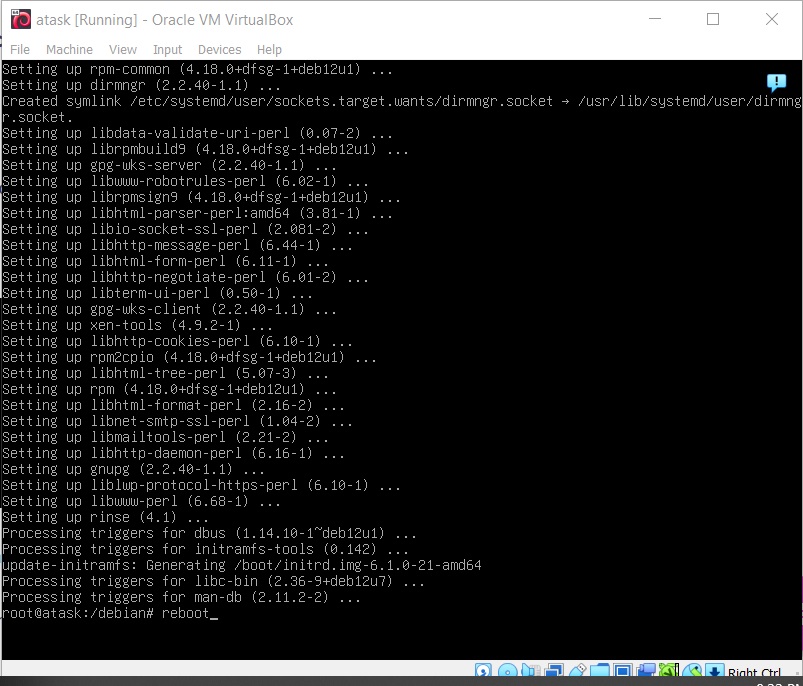 atask [Running] - Oracle VM VirtualBox
File Machine View Input Devices Help
Setting up rpm-common (4.18.0+dfsg-1+deb12u1) ...
Setting up dirmngr (2.2.40-1.1) ...
Created symlink /etc/systemd/user/sockets.target.wants/dirmngr.socket → /usr/lib/systemd/user/dirmng
r.socket.
Setting up libdata-validate-uri-perl (0.07-2) ...
Setting up librpmbuild9 (4.18.0+dfsg-1+deb12u1) ...
Setting up gpg-wks-server (2.2.40-1.1) ...
Setting up libwww-robotrules-perl (6.02-1) ...
Setting up librpmsign9 (4.18.0+dfsg-1+deb12u1) ...
Setting up libhtml-parser-perl:amd64 (3.81-1) ...
Setting up libio-socket-ssl-perl (2.081-2) ...
Setting up libhttp-message-perl (6.44-1) ...
Setting up libhtml-form-perl (6.11-1) ...
Setting up libhttp-negotiate-perl (6.01-2) ...
Setting up libterm-ui-perl (0.50-1) ...
Setting up gpg-wks-client (2.2.40-1.1) ...
Setting up xen-tools (4.9.2-1) ...
Setting up libhttp-cookies-perl (6.10-1) ...
Setting up rpm2cpio (4.18.0+dfsg-1+deb12u1) ...
Setting up libhtml-tree-perl (5.07-3) ...
Setting up rpm (4.18.0+dfsg-1+deb12u1) ...
Setting up libhtml-format-perl (2.16-2) ...
Setting up libnet-smtp-ssl-perl (1.04-2) ...
Setting up libmailtools-perl (2.21-2) ...
Setting up libhttp-daemon-perl (6.16-1) ...
Setting up gnupg (2.2.40-1.1) ...
Setting up liblwp-protocol-https-perl (6.10-1) ...
Setting up libwww-perl (6.68-1) ...
Setting up rinse (4.1) ...
Processing triggers for dbus (1.14.10-1~deb12u1) ...
Processing triggers for initramfs-tools (0.142) ...
update-initramfs: Generating /boot/initrd.img-6.1.0-21-amd64
Processing triggers for libc-bin (2.36-9+deb12u7) ...
Processing triggers for man-db (2.11.2-2) ...
root@atask:/debian# reboot_
Right Ctrl